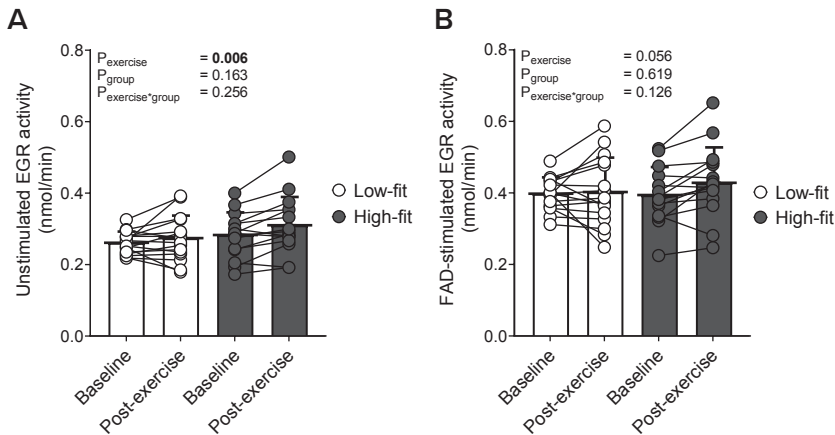 A
Unstimulated EGR activity
(nmol/min)
0.8
0.6
0.4
0.2
0.0
Pexercise = 0.006
Pgroup = 0.163
Pexercise*group = 0.256
Low-fit
High-fit
Baseline
Post-exercise
Baseline
Post-exercise
B
FAD-stimulated EGR activity
(nmol/min)
0.8
0.6
0.4
0.2
0.0
Pexercise = 0.056
Pgroup = 0.619
Pexercise*group = 0.126
Low-fit
High-fit
Baseline
Post-exercise
Baseline
Post-exercise